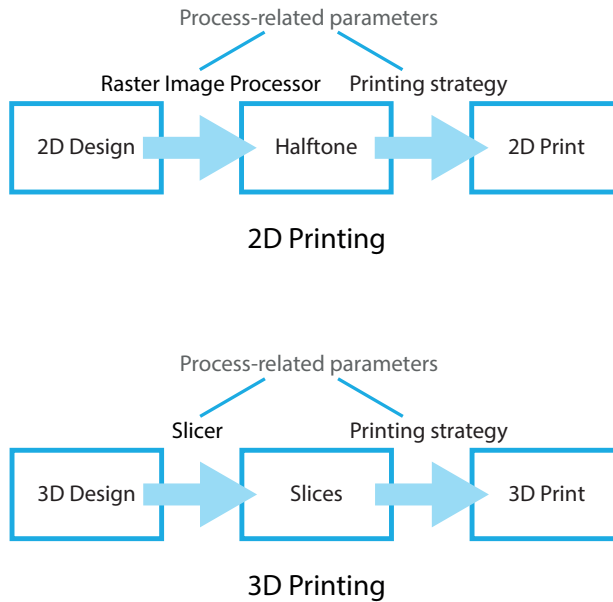 Process-related parameters
Raster Image Processor Printing strategy
2D Design Halftone 2D Print
2D Printing
Process-related parameters
Slicer Printing strategy
3D Design Slices 3D Print
3D Printing